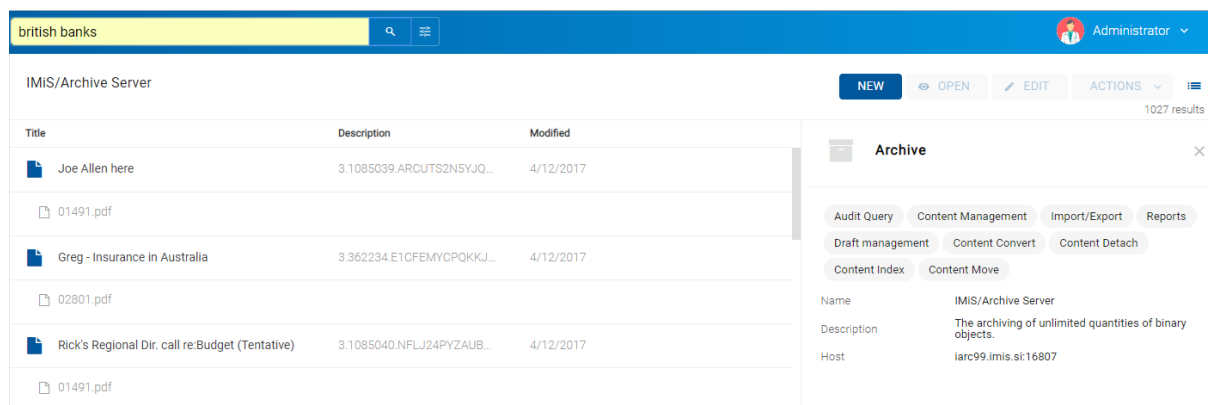 british banks
Administrator
IMiS/Archive Server
NEW
OPEN
EDIT
ACTIONS
1027 results
Title Description Modified
Joe Allen here 3.1085039.ARCUTS2N5YJQ... 4/12/2017
01491.pdf
Greg - Insurance in Australia 3.362234.E1CFEMYCPQKKJ... 4/12/2017
02801.pdf
Rick's Regional Dir. call re:Budget (Tentative) 3.1085040.NFLJ24PYZAUB... 4/12/2017
01491.pdf
Archive
Audit Query Content Management Import/Export Reports
Draft management Content Convert Content Detach
Content Index Content Move
Name IMiS/Archive Server
Description The archiving of unlimited quantities of binary
objects.
Host iarc99.imis.si:16807